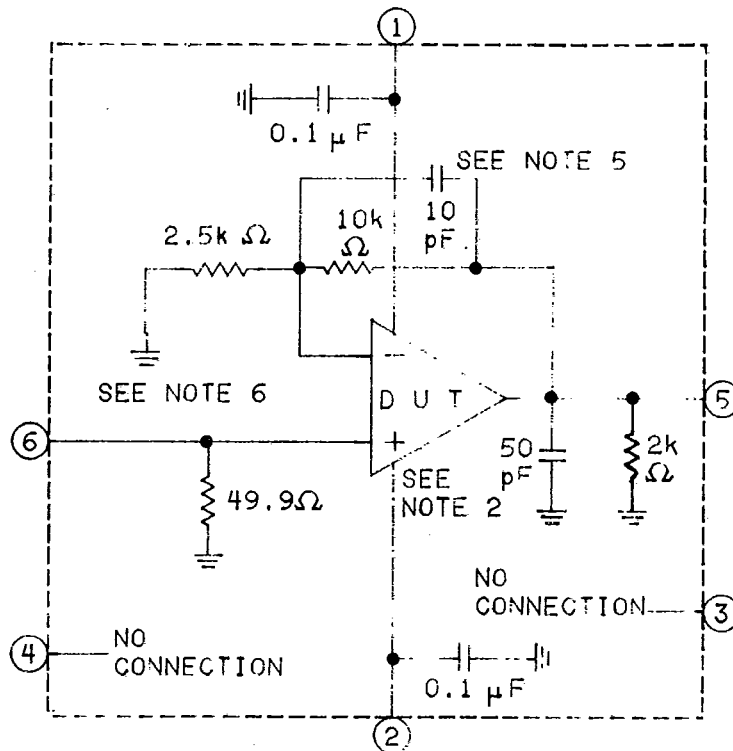 1
0.1 μF
SEE NOTE 5
10
pF
10k
Ω
2.5k Ω
−
SEE NOTE 6
DUT
5
6
+
50
pF
2k
Ω
SEE
NOTE 2
49.9Ω
NO
CONNECTION
3
4
NO
CONNECTION
0.1 μF
2